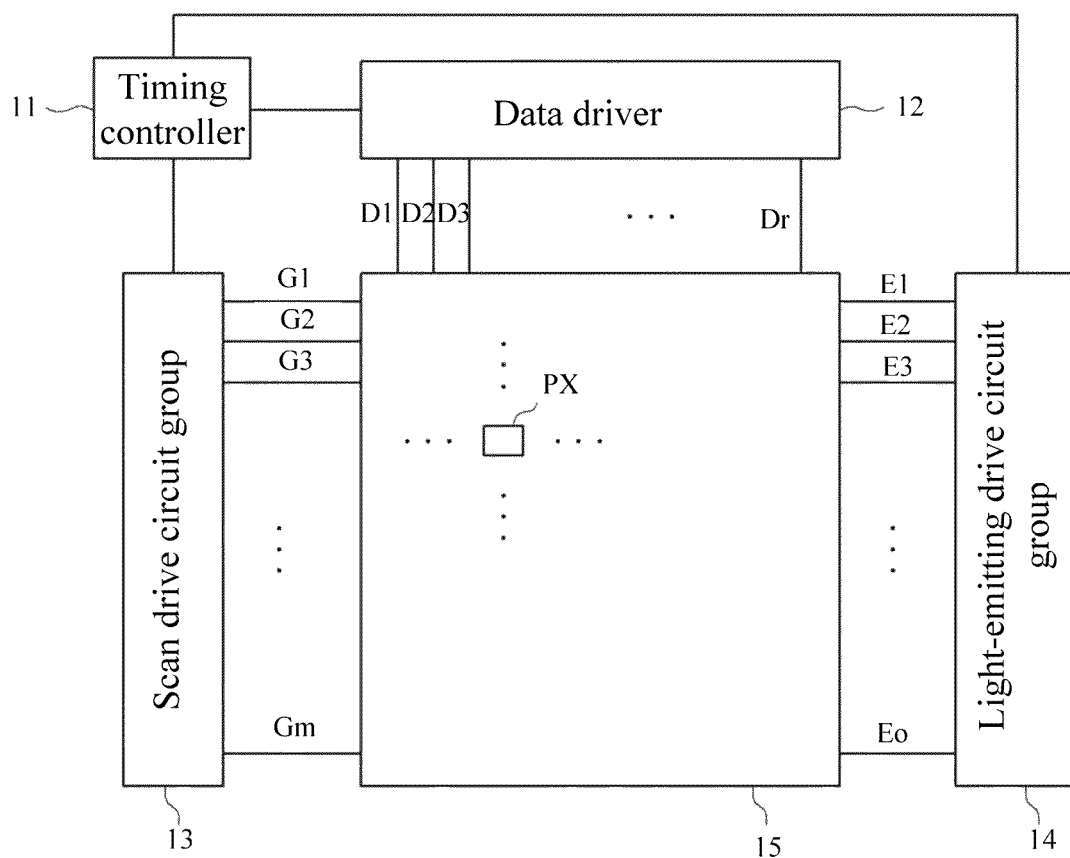 Timing
controller
11
Data driver
12
D1 D2 D3 . . . Dr
G1
G2
G3
Gm
E1
E2
E3
Eo
PX
Scan drive circuit group
Light-emitting drive circuit
group
13
15
14